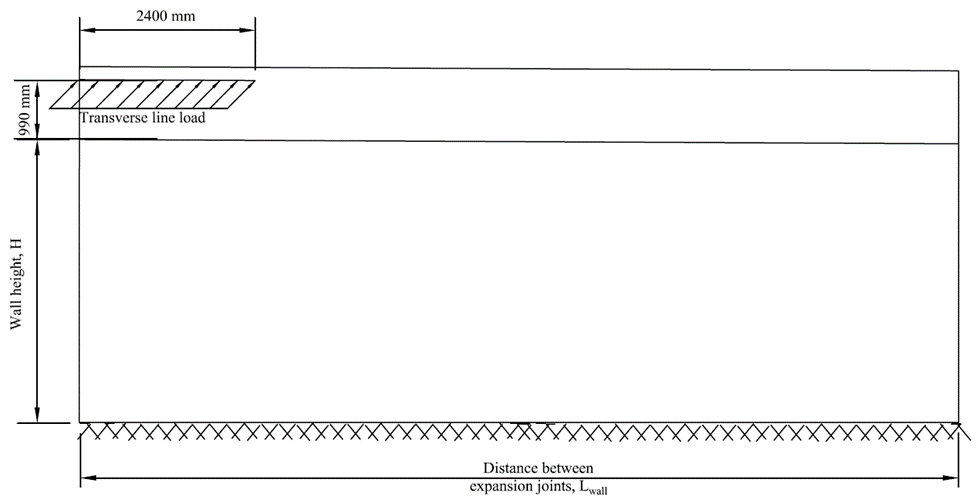 2400 mm
990 mm
Transverse line load
Wall height, H
Distance between
expansion joints, Lwall